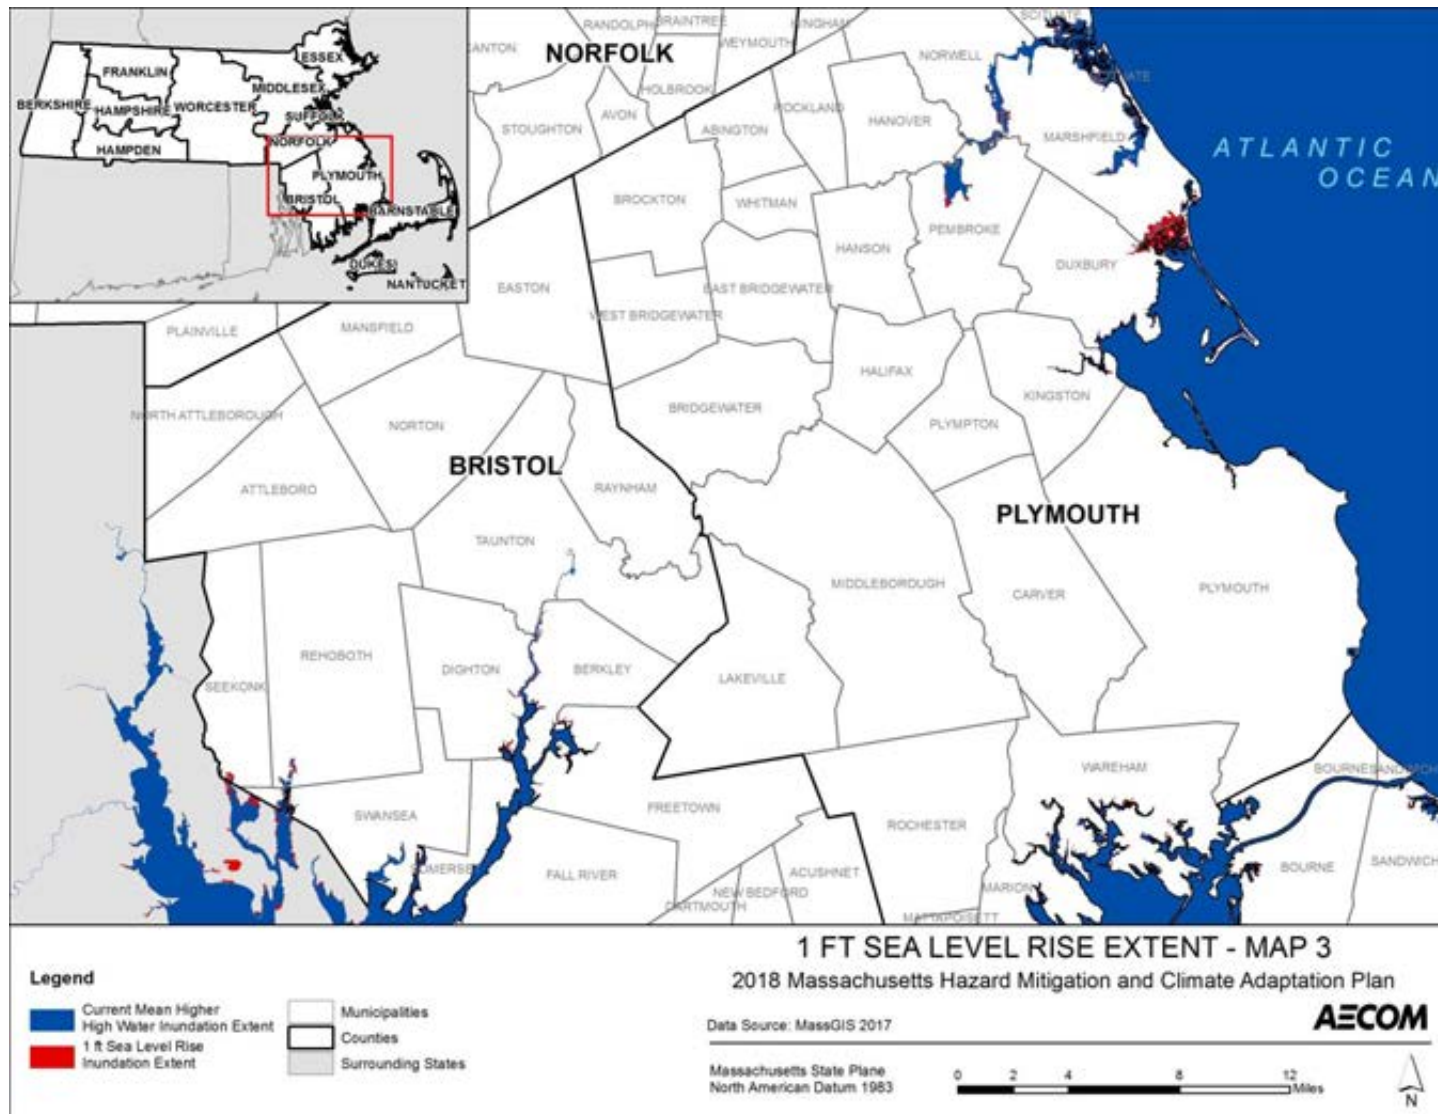 ESSEX
FRANKLIN
MIDDLESEX
BERKSHIRE
HAMPSHIRE
WORCESTER
SUFFOLK
HAMPDEN
NORFOLK
PLYMOUTH
BRISTOL
BARNSTABLE
DUKES
NANTUCKET
RANDOLPH
BRAINTREE
SCITUATE
WEYMOUTH
NORFOLK
NORWELL
HOLBROOK
AVON
STOUGHTON
ROCKLAND
HANOVER
ABINGTON
MARSHFIELD
ATLANTIC
OCEAN
BROCKTON
WHITMAN
HANSON
PEMBROKE
DUXBURY
EASTON
EAST BRIDGEWATER
WEST BRIDGEWATER
PLAINVILLE
MANSFIELD
HALIFAX
KINGSTON
NORTH ATTLEBOROUGH
NORTON
BRIDGEWATER
PLYMPTON
BRISTOL
ATTLEBORO
RAYNHAM
PLYMOUTH
TAUNTON
MIDDLEBOROUGH
CARVER
PLYMOUTH
REHOBOTH
DIGHTON
BERKLEY
SEEKONK
LAKEVILLE
WAREHAM
BOURNE
SANDWICH
SWANSEA
FREETOWN
ROCHESTER
SOMERSE
FALL RIVER
ACUSHNET
BOURNE
SANDWICH
NEW BEDFORD
MARION
DARTMOUTH
MATTAPOISETT
1 FT SEA LEVEL RISE EXTENT - MAP 3
2018 Massachusetts Hazard Mitigation and Climate Adaptation Plan
AECOM
Legend
Current Mean Higher
High Water Inundation Extent
1 ft Sea Level Rise
Inundation Extent
Municipalities
Counties
Surrounding States
Data Source: MassGIS 2017
Massachusetts State Plane
North American Datum 1983
0 2 4 8 12
Miles
N